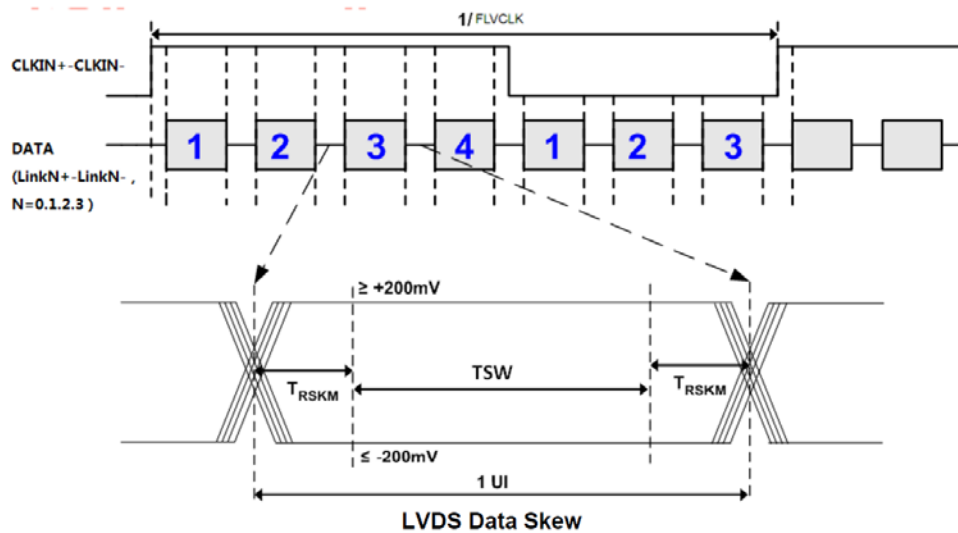 1/ FLVCLK
CLKIN+-CLKIN-
DATA
(LinkN+-LinkN- ,
N=0.1.2.3 )
1 2 3 4 1 2 3
≥ +200mV
TRSKM TSW TRSKM
≤ -200mV
1 UI
LVDS Data Skew